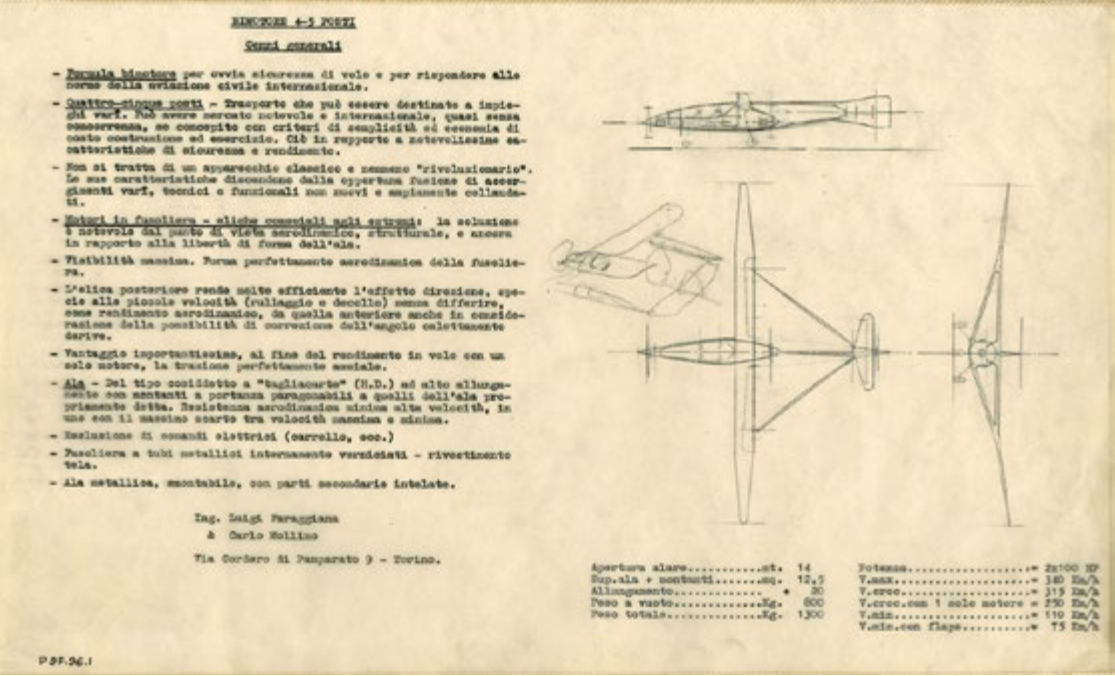 BIMOTORE 4-5 POSTI
Cenni generali
- Formula bimotore per ovvia sicurezza di volo e per rispondere alle
norme della aviazione civile internazionale.
- Quattro-cinque posti - Trasporto che può essere destinato a impie-
ghi varî. Può avere mercato notevole e internazionale, quasi senza
concorrenza, se concepito con criteri di semplicità ed economia di
costo costruzione ed esercizio. Ciò in rapporto a notevolissime ca-
ratteristiche di sicurezza e rendimento.
- Non si tratta di un apparecchio classico e nemmeno "rivoluzionario".
Le sue caratteristiche discendono dalla opportuna fusione di accor-
gimenti varî, tecnici e funzionali non nuovi e ampiamente collauda-
ti.
- Motori in fusoliera - eliche coassiali agli estremi: la soluzione
è notevole dal punto di vista aerodinamico, strutturale, e ancora
in rapporto alla libertà di forma dell'ala.
- Visibilità massima. Forma perfettamente aerodinamica della fusolie-
ra.
- L'elica posteriore rende molto efficiente l'effetto direzione, spe-
cie alle piccole velocità (rullaggio e decollo) senza differire,
come rendimento aerodinamico, da quella anteriore anche in conside-
razione della possibilità di correzione dell'angolo calettamento
derive.
- Vantaggio importantissimo, al fine del rendimento in volo con un
solo motore, la trazione perfettamente assiale.
- Ala - Del tipo cosidetto a "tagliacarte" (H.D.) ad alto allunga-
mento con montanti a portanza paragonabili a quelli dell'ala pro-
priamente detta. Resistenza aerodinamica minima alta velocità, in
uno con il massimo scarto tra velocità massima e minima.
- Esclusione di comandi elettrici (carrello, ecc.)
- Fusoliera a tubi metallici internamente verniciati - rivestimento
tela.
- Ala metallica, smontabile, con parti secondarie intelate.
Ing. Luigi Faraggiana
& Carlo Mollino
Via Cordero di Pamparato 9 - Torino.
Apertura alare...........mt. 14
Sup.ala + montanti.......mq. 12,5
Allungamento............. = 20
Peso a vuoto.............Kg. 800
Peso totale..............Kg. 1300
Potenza..................= 2x100 HP
V.max....................= 340 Km/h
V.croc...................= 315 Km/h
V.croc.con 1 solo motore = 250 Km/h
V.min....................= 110 Km/h
V.min.con flaps..........= 75 Km/h
P 9F.96.1